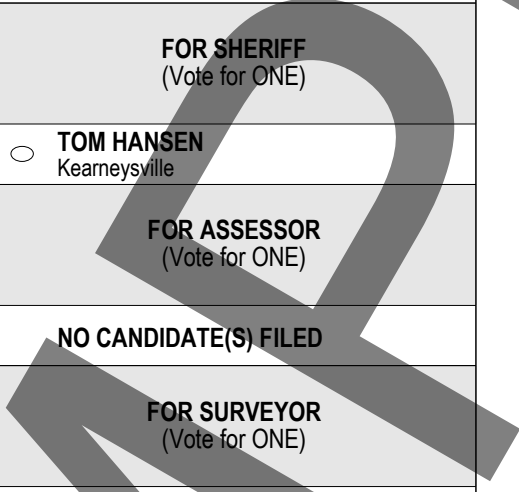 FOR SHERIFF
(Vote for ONE)
TOM HANSEN
Kearneysville
FOR ASSESSOR
(Vote for ONE)
NO CANDIDATE(S) FILED
FOR SURVEYOR
(Vote for ONE)